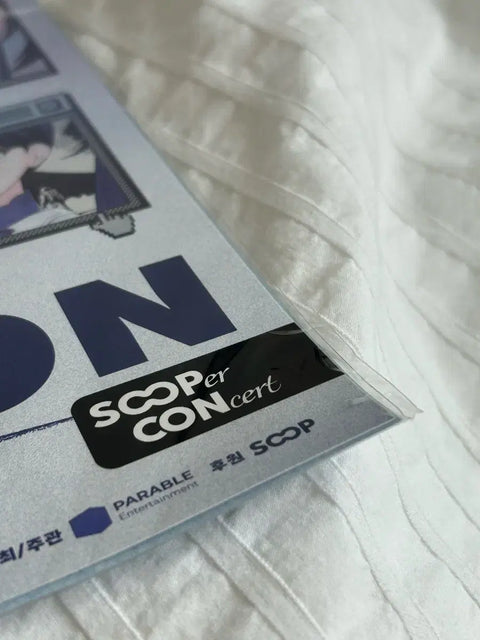 ON
SOOPer
CONcert
최/주관 PARABLE
Entertainment
후원 SOOP